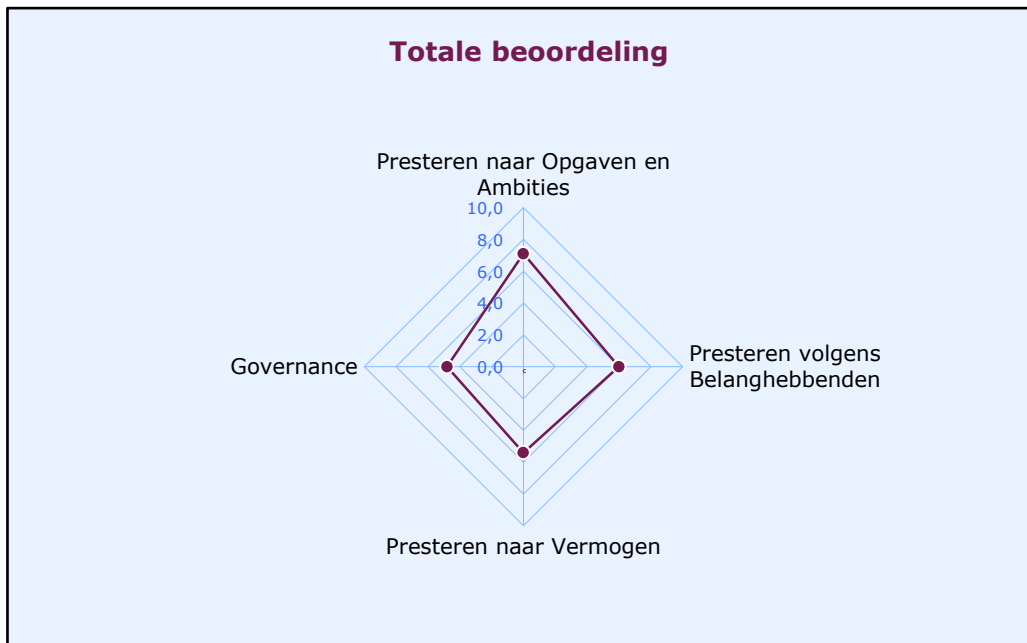 Totale beoordeling
Presteren naar Opgaven en
Ambities
10,0
8,0
6,0
4,0
2,0
0,0
c
Governance
Presteren volgens
Belanghebbenden
Presteren naar Vermogen